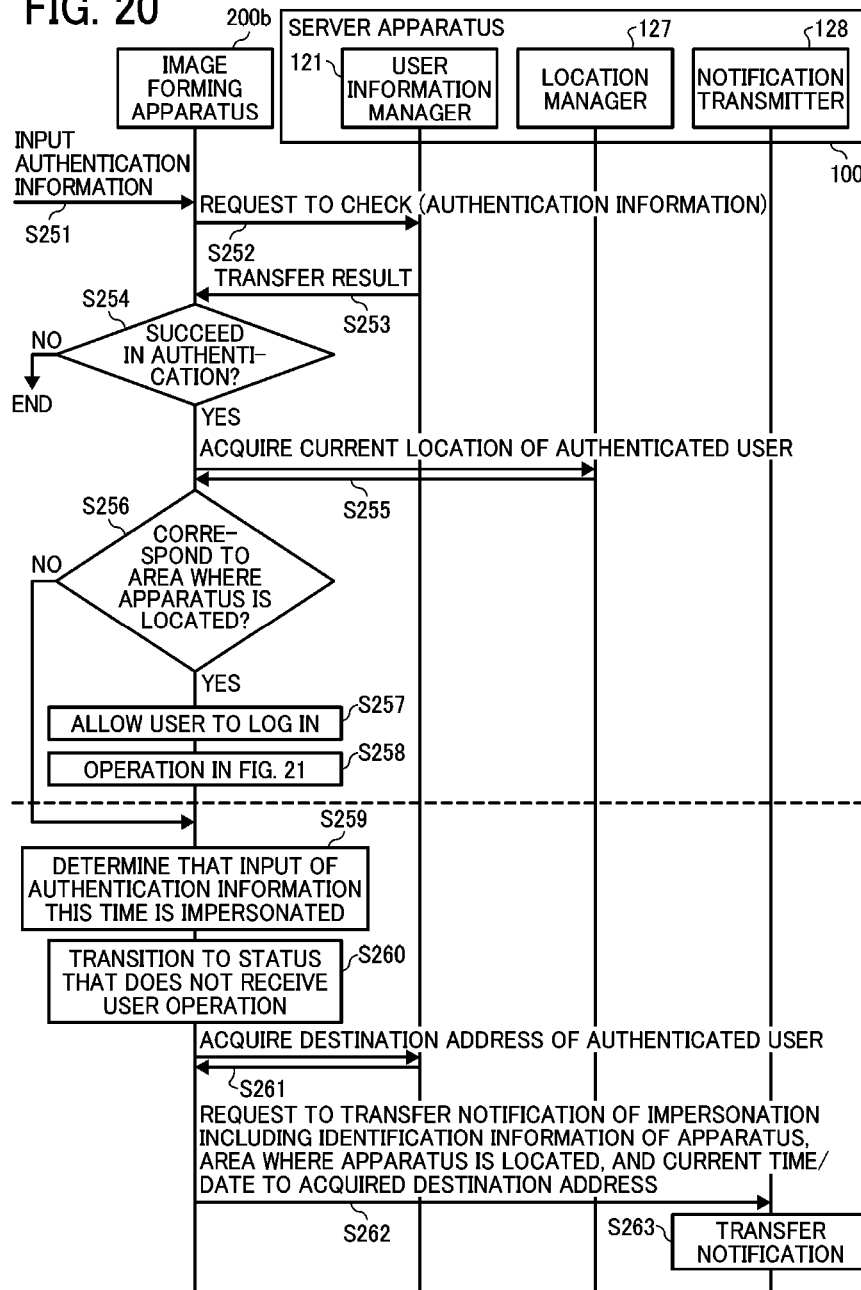 FIG. 20
200b
SERVER APPARATUS
127
128
IMAGE
FORMING
APPARATUS
121
USER
INFORMATION
MANAGER
LOCATION
MANAGER
NOTIFICATION
TRANSMITTER
100
INPUT
AUTHENTICATION
INFORMATION
S251
REQUEST TO CHECK (AUTHENTICATION INFORMATION)
S252
TRANSFER RESULT
S253
S254
SUCCEED
IN AUTHENTI-
CATION?
NO
END
YES
ACQUIRE CURRENT LOCATION OF AUTHENTICATED USER
S255
S256
CORRE-
SPOND TO
AREA WHERE
APPARATUS IS
LOCATED?
NO
YES
ALLOW USER TO LOG IN
S257
OPERATION IN FIG. 21
S258
S259
DETERMINE THAT INPUT OF
AUTHENTICATION INFORMATION
THIS TIME IS IMPERSONATED
TRANSITION TO STATUS
THAT DOES NOT RECEIVE
USER OPERATION
S260
ACQUIRE DESTINATION ADDRESS OF AUTHENTICATED USER
S261
REQUEST TO TRANSFER NOTIFICATION OF IMPERSONATION
INCLUDING IDENTIFICATION INFORMATION OF APPARATUS,
AREA WHERE APPARATUS IS LOCATED, AND CURRENT TIME/
DATE TO ACQUIRED DESTINATION ADDRESS
S262
S263
TRANSFER
NOTIFICATION